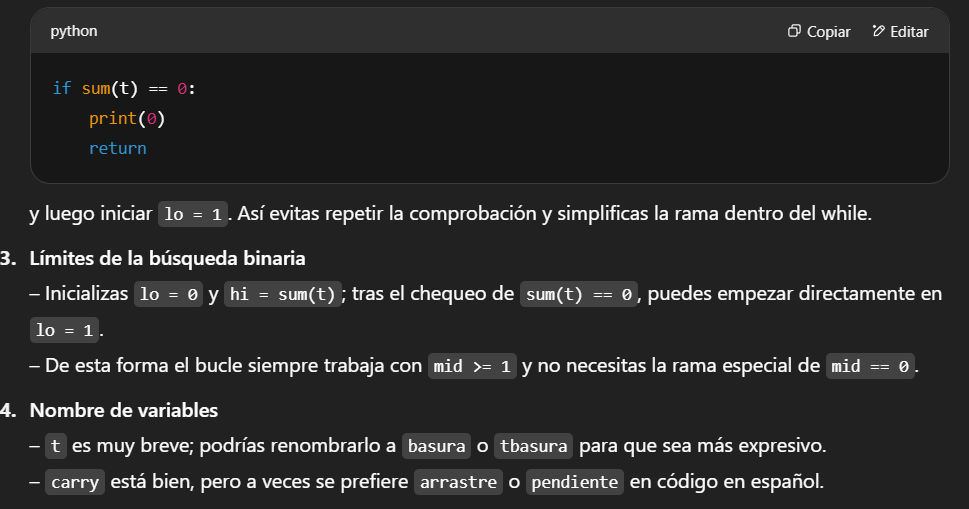 python Copiar Editar
if sum(t) == 0:
    print(0)
    return
y luego iniciar lo = 1. Así evitas repetir la comprobación y simplificas la rama dentro del while.
3. Límites de la búsqueda binaria
– Inicializas lo = 0 y hi = sum(t); tras el chequeo de sum(t) == 0, puedes empezar directamente en
lo = 1.
– De esta forma el bucle siempre trabaja con mid >= 1 y no necesitas la rama especial de mid == 0.
4. Nombre de variables
– t es muy breve; podrías renombrarlo a basura o tbasura para que sea más expresivo.
– carry está bien, pero a veces se prefiere arrastre o pendiente en código en español.